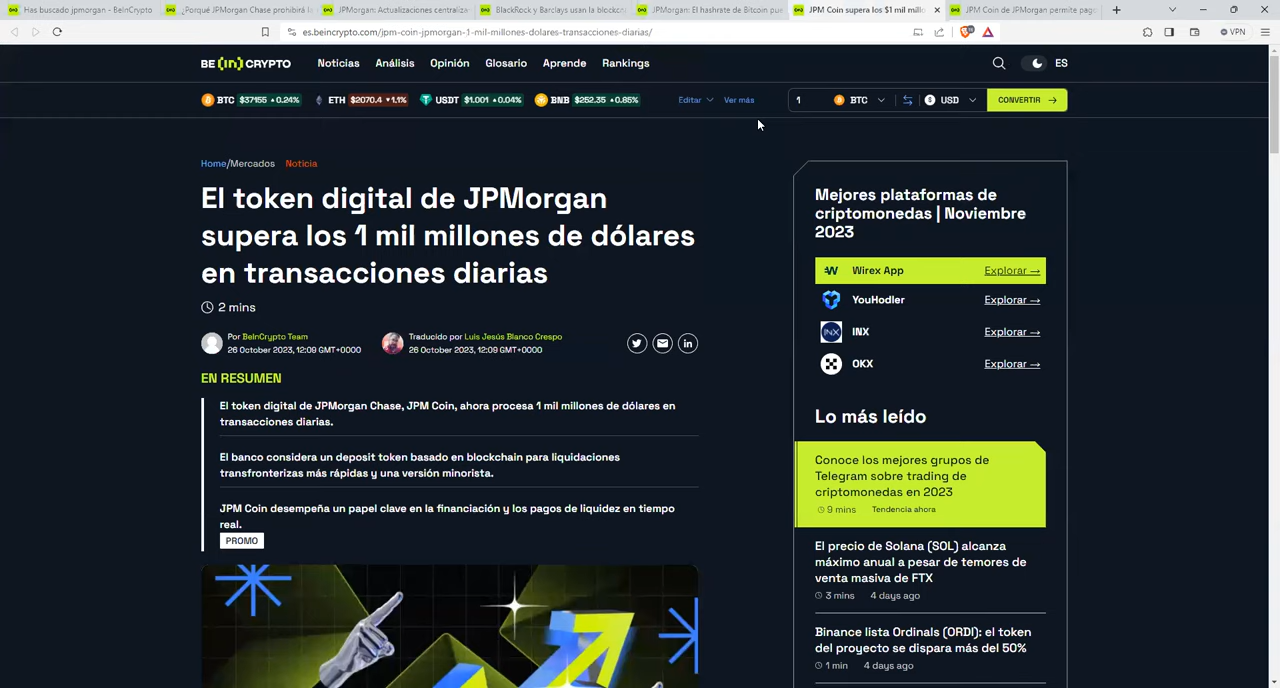 Has buscado jpmorgan - BeInCrypto
¿Porqué JPMorgan Chase prohibirá
JPMorgan: Actualizaciones centraliza
BlackRock y Barclays usan la blockch
JPMorgan: El hashrate de Bitcoin pue
JPM Coin supera los $1 mil millo
JPM Coin de JPMorgan permite pag
es.beincrypto.com/jpm-coin-jpmorgan-1-mil-millones-dolares-transacciones-diarias/
VPN
BE[IN]CRYPTO
Noticias Análisis Opinión Glosario Aprende Rankings
ES
BTC $37155 ▲0.24% ETH $2070.4 ▼1.1% USDT $1.001 ▲0.04% BNB $252.35 ▲0.85%
Editar Ver más
1 BTC USD CONVERTIR →
Home/Mercados Noticia
El token digital de JPMorgan
supera los 1 mil millones de dólares
en transacciones diarias
2 mins
Por BeInCrypto Team
26 October 2023, 12:09 GMT+0000
Traducido por Luis Jesús Blanco Crespo
26 October 2023, 12:09 GMT+0000
EN RESUMEN
El token digital de JPMorgan Chase, JPM Coin, ahora procesa 1 mil millones de dólares en
transacciones diarias.
El banco considera un deposit token basado en blockchain para liquidaciones
transfronterizas más rápidas y una versión minorista.
JPM Coin desempeña un papel clave en la financiación y los pagos de liquidez en tiempo
real.
PROMO
Mejores plataformas de
criptomonedas | Noviembre
2023
Wirex App Explorar →
YouHodler Explorar →
INX INX Explorar →
OKX Explorar →
Lo más leído
Conoce los mejores grupos de
Telegram sobre trading de
criptomonedas en 2023
9 mins Tendencia ahora
El precio de Solana (SOL) alcanza
máximo anual a pesar de temores de
venta masiva de FTX
3 mins 4 days ago
Binance lista Ordinals (ORDI): el token
del proyecto se dispara más del 50%
1 min 4 days ago